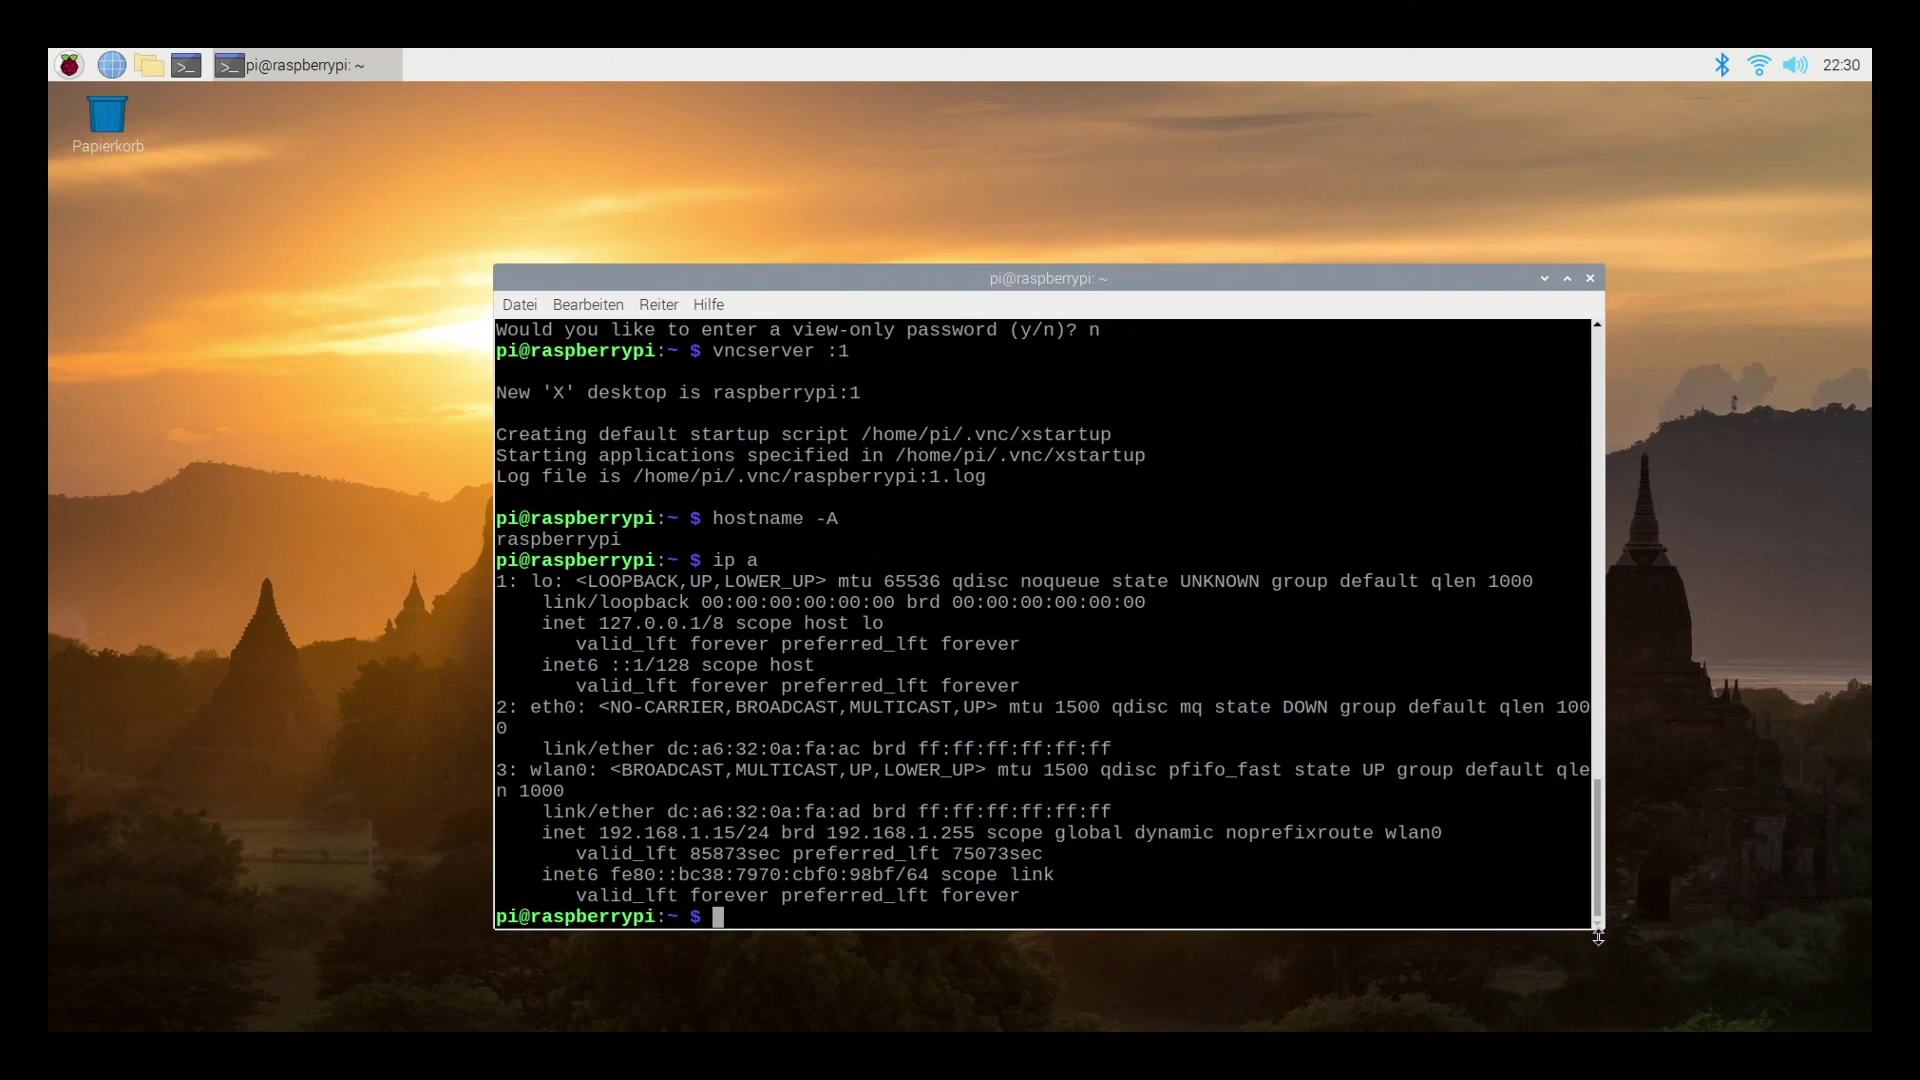 pi@raspberrypi: ~
22:30
Papierkorb
pi@raspberrypi: ~
Datei Bearbeiten Reiter Hilfe
Would you like to enter a view-only password (y/n)? n
pi@raspberrypi:~ $ vncserver :1
New 'X' desktop is raspberrypi:1
Creating default startup script /home/pi/.vnc/xstartup
Starting applications specified in /home/pi/.vnc/xstartup
Log file is /home/pi/.vnc/raspberrypi:1.log
pi@raspberrypi:~ $ hostname -A
raspberrypi
pi@raspberrypi:~ $ ip a
1: lo: <LOOPBACK,UP,LOWER_UP> mtu 65536 qdisc noqueue state UNKNOWN group default qlen 1000
    link/loopback 00:00:00:00:00:00 brd 00:00:00:00:00:00
    inet 127.0.0.1/8 scope host lo
       valid_lft forever preferred_lft forever
    inet6 ::1/128 scope host
       valid_lft forever preferred_lft forever
2: eth0: <NO-CARRIER,BROADCAST,MULTICAST,UP> mtu 1500 qdisc mq state DOWN group default qlen 100
0
    link/ether dc:a6:32:0a:fa:ac brd ff:ff:ff:ff:ff:ff
3: wlan0: <BROADCAST,MULTICAST,UP,LOWER_UP> mtu 1500 qdisc pfifo_fast state UP group default qle
n 1000
    link/ether dc:a6:32:0a:fa:ad brd ff:ff:ff:ff:ff:ff
    inet 192.168.1.15/24 brd 192.168.1.255 scope global dynamic noprefixroute wlan0
       valid_lft 85873sec preferred_lft 75073sec
    inet6 fe80::bc38:7970:cbf0:98bf/64 scope link
       valid_lft forever preferred_lft forever
pi@raspberrypi:~ $